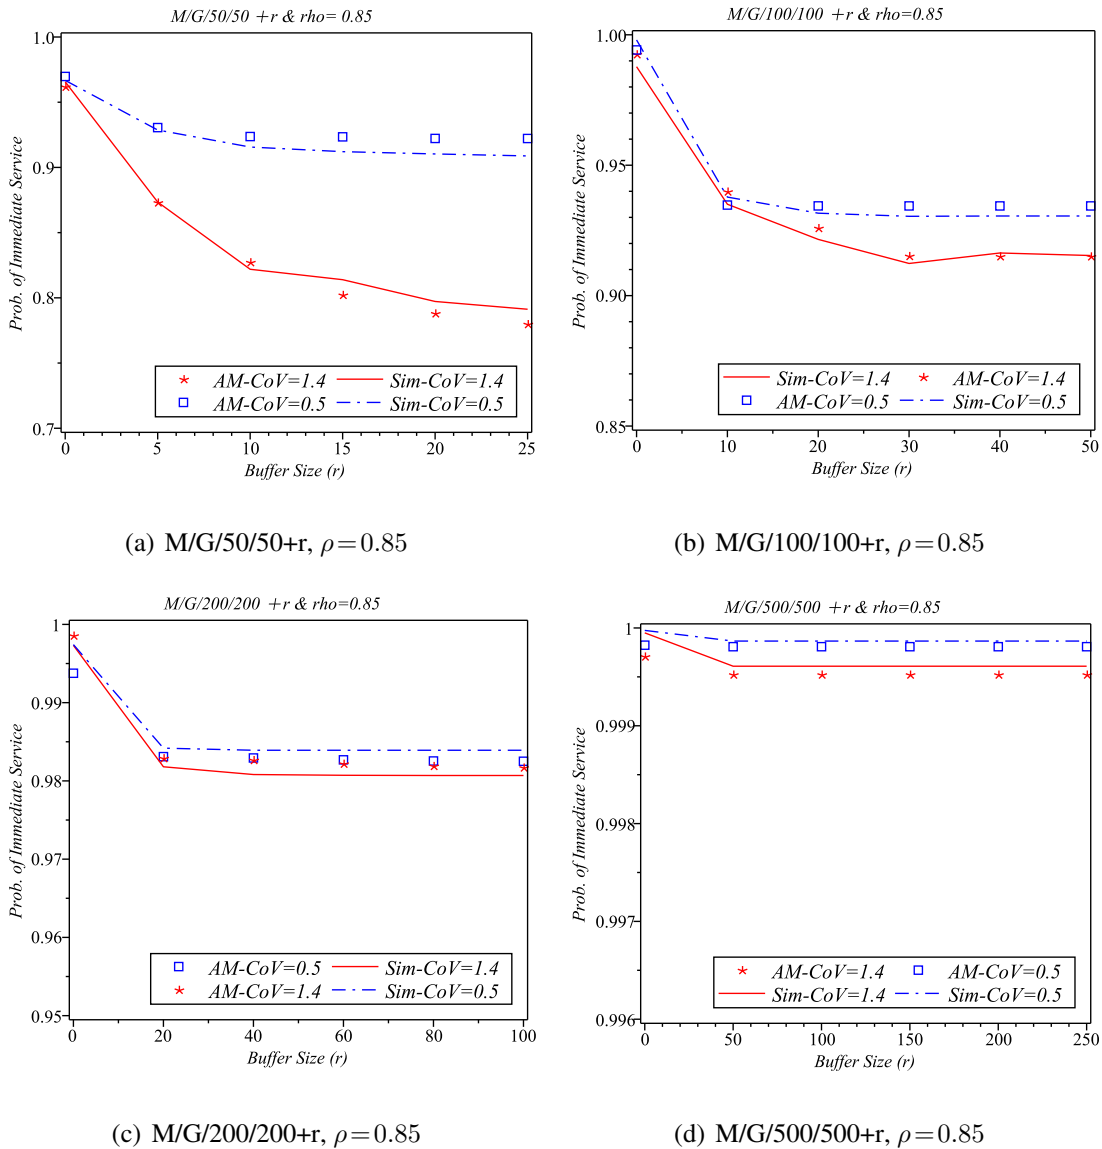 M/G/50/50 +r & rho= 0.85
Prob. of Immediate Service
1.0
0.9
0.8
0.7
AM-CoV=1.4 Sim-CoV=1.4
AM-CoV=0.5 Sim-CoV=0.5
0 5 10 15 20 25
Buffer Size (r)
(a) M/G/50/50+r, ρ=0.85
M/G/100/100 +r & rho=0.85
Prob. of Immediate Service
1.00
0.95
0.90
0.85
Sim-CoV=1.4 AM-CoV=1.4
AM-CoV=0.5 Sim-CoV=0.5
0 10 20 30 40 50
Buffer Size (r)
(b) M/G/100/100+r, ρ=0.85
M/G/200/200 +r & rho=0.85
Prob. of Immediate Service
1
0.99
0.98
0.97
0.96
0.95
AM-CoV=0.5 Sim-CoV=1.4
AM-CoV=1.4 Sim-CoV=0.5
0 20 40 60 80 100
Buffer Size (r)
(c) M/G/200/200+r, ρ=0.85
M/G/500/500 +r & rho=0.85
Prob. of Immediate Service
1
0.999
0.998
0.997
0.996
AM-CoV=1.4 AM-CoV=0.5
Sim-CoV=1.4 Sim-CoV=0.5
0 50 100 150 200 250
Buffer Size (r)
(d) M/G/500/500+r, ρ=0.85